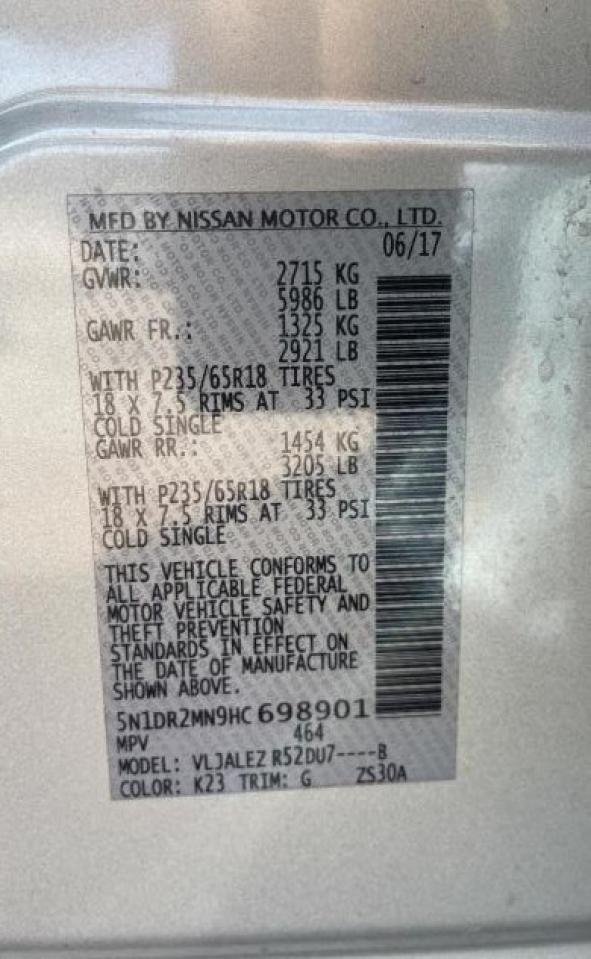 MFD BY NISSAN MOTOR CO., LTD.
DATE: 06/17
GVWR: 2715 KG
5986 LB
GAWR FR.: 1325 KG
2921 LB
WITH P235/65R18 TIRES
18 X 7.5 RIMS AT 33 PSI
COLD SINGLE
GAWR RR.: 1454 KG
3205 LB
WITH P235/65R18 TIRES
18 X 7.5 RIMS AT 33 PSI
COLD SINGLE
THIS VEHICLE CONFORMS TO
ALL APPLICABLE FEDERAL
MOTOR VEHICLE SAFETY AND
THEFT PREVENTION
STANDARDS IN EFFECT ON
THE DATE OF MANUFACTURE
SHOWN ABOVE.
5N1DR2MN9HC698901
MPV 464
MODEL: VLJALEZ R52DU7----B
COLOR: K23 TRIM: G ZS30A